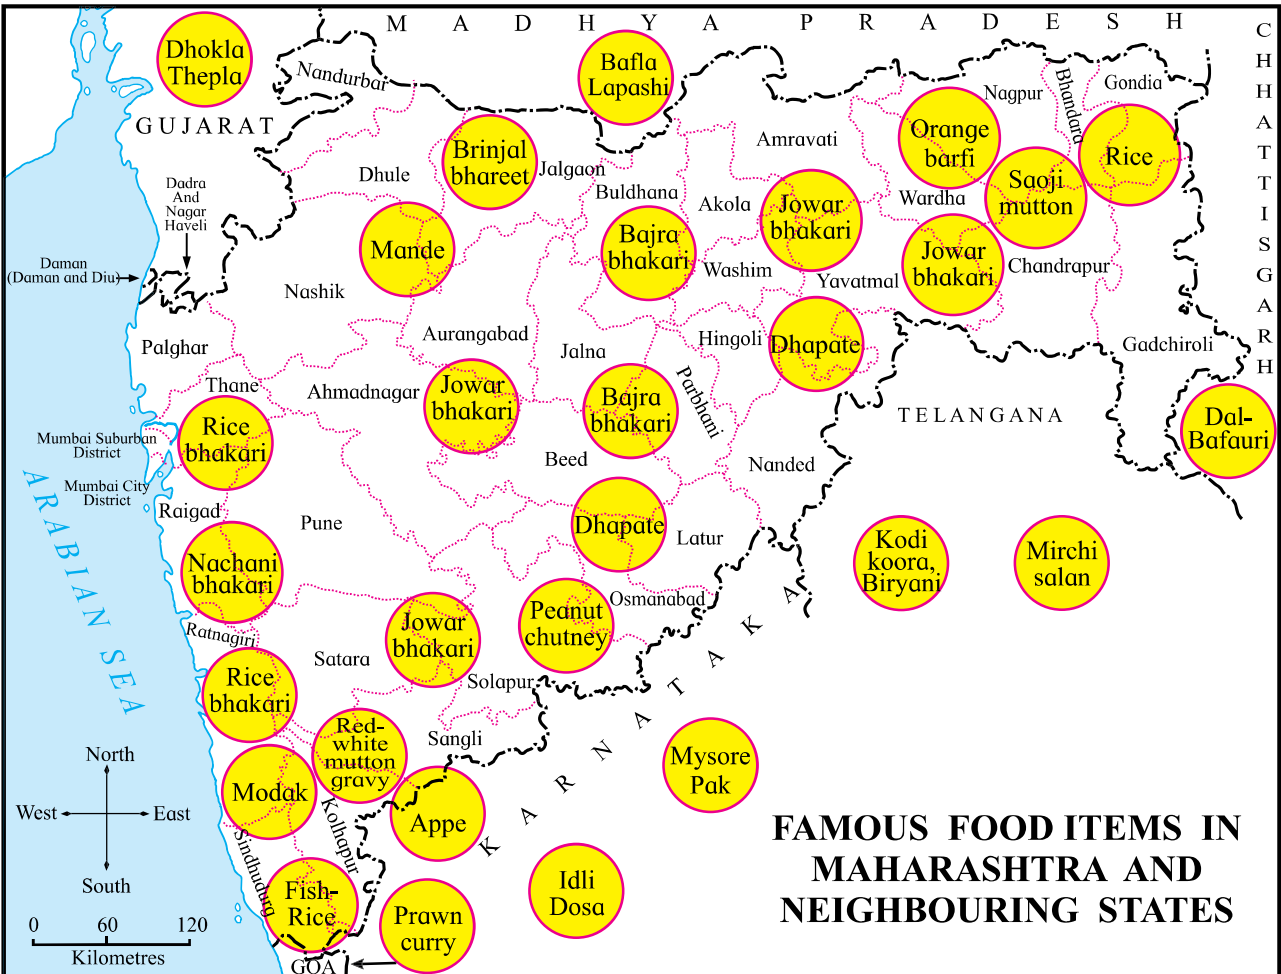 M A D H Y A P R A D E S H
CHHATTISGARH
Dhokla
Thepla
Bafla
Lapashi
Nandurbar
GUJARAT
Nagpur
Bhandara
Gondia
Orange
barfi
Rice
Amravati
Brinjal
bhareet
Jalgaon
Dhule
Buldhana
Akola
Jowar
bhakari
Wardha
Saoji
mutton
Dadra
And
Nagar
Haveli
Mande
Bajra
bhakari
Washim
Yavatmal
Jowar
bhakari
Chandrapur
Daman
(Daman and Diu)
Nashik
Aurangabad
Jalna
Hingoli
Dhapate
Gadchiroli
Palghar
Thane
Ahmadnagar
Jowar
bhakari
Bajra
bhakari
Parbhani
TELANGANA
Dal-
Bafauri
Rice
bhakari
Mumbai Suburban
District
Mumbai City
District
Beed
Nanded
ARABIAN SEA
Raigad
Pune
Dhapate
Latur
Kodi
koora,
Biryani
Mirchi
salan
Nachani
bhakari
Osmanabad
Peanut
chutney
Jowar
bhakari
Ratnagiri
Satara
Solapur
Rice
bhakari
Red-
white
mutton
gravy
Sangli
KARNATAKA
Mysore
Pak
Modak
Kolhapur
Appe
Sindhudurg
Fish-
Rice
Prawn
curry
Idli
Dosa
GOA
North
West
East
South
0 60 120
Kilometres
FAMOUS FOOD ITEMS IN
MAHARASHTRA AND
NEIGHBOURING STATES